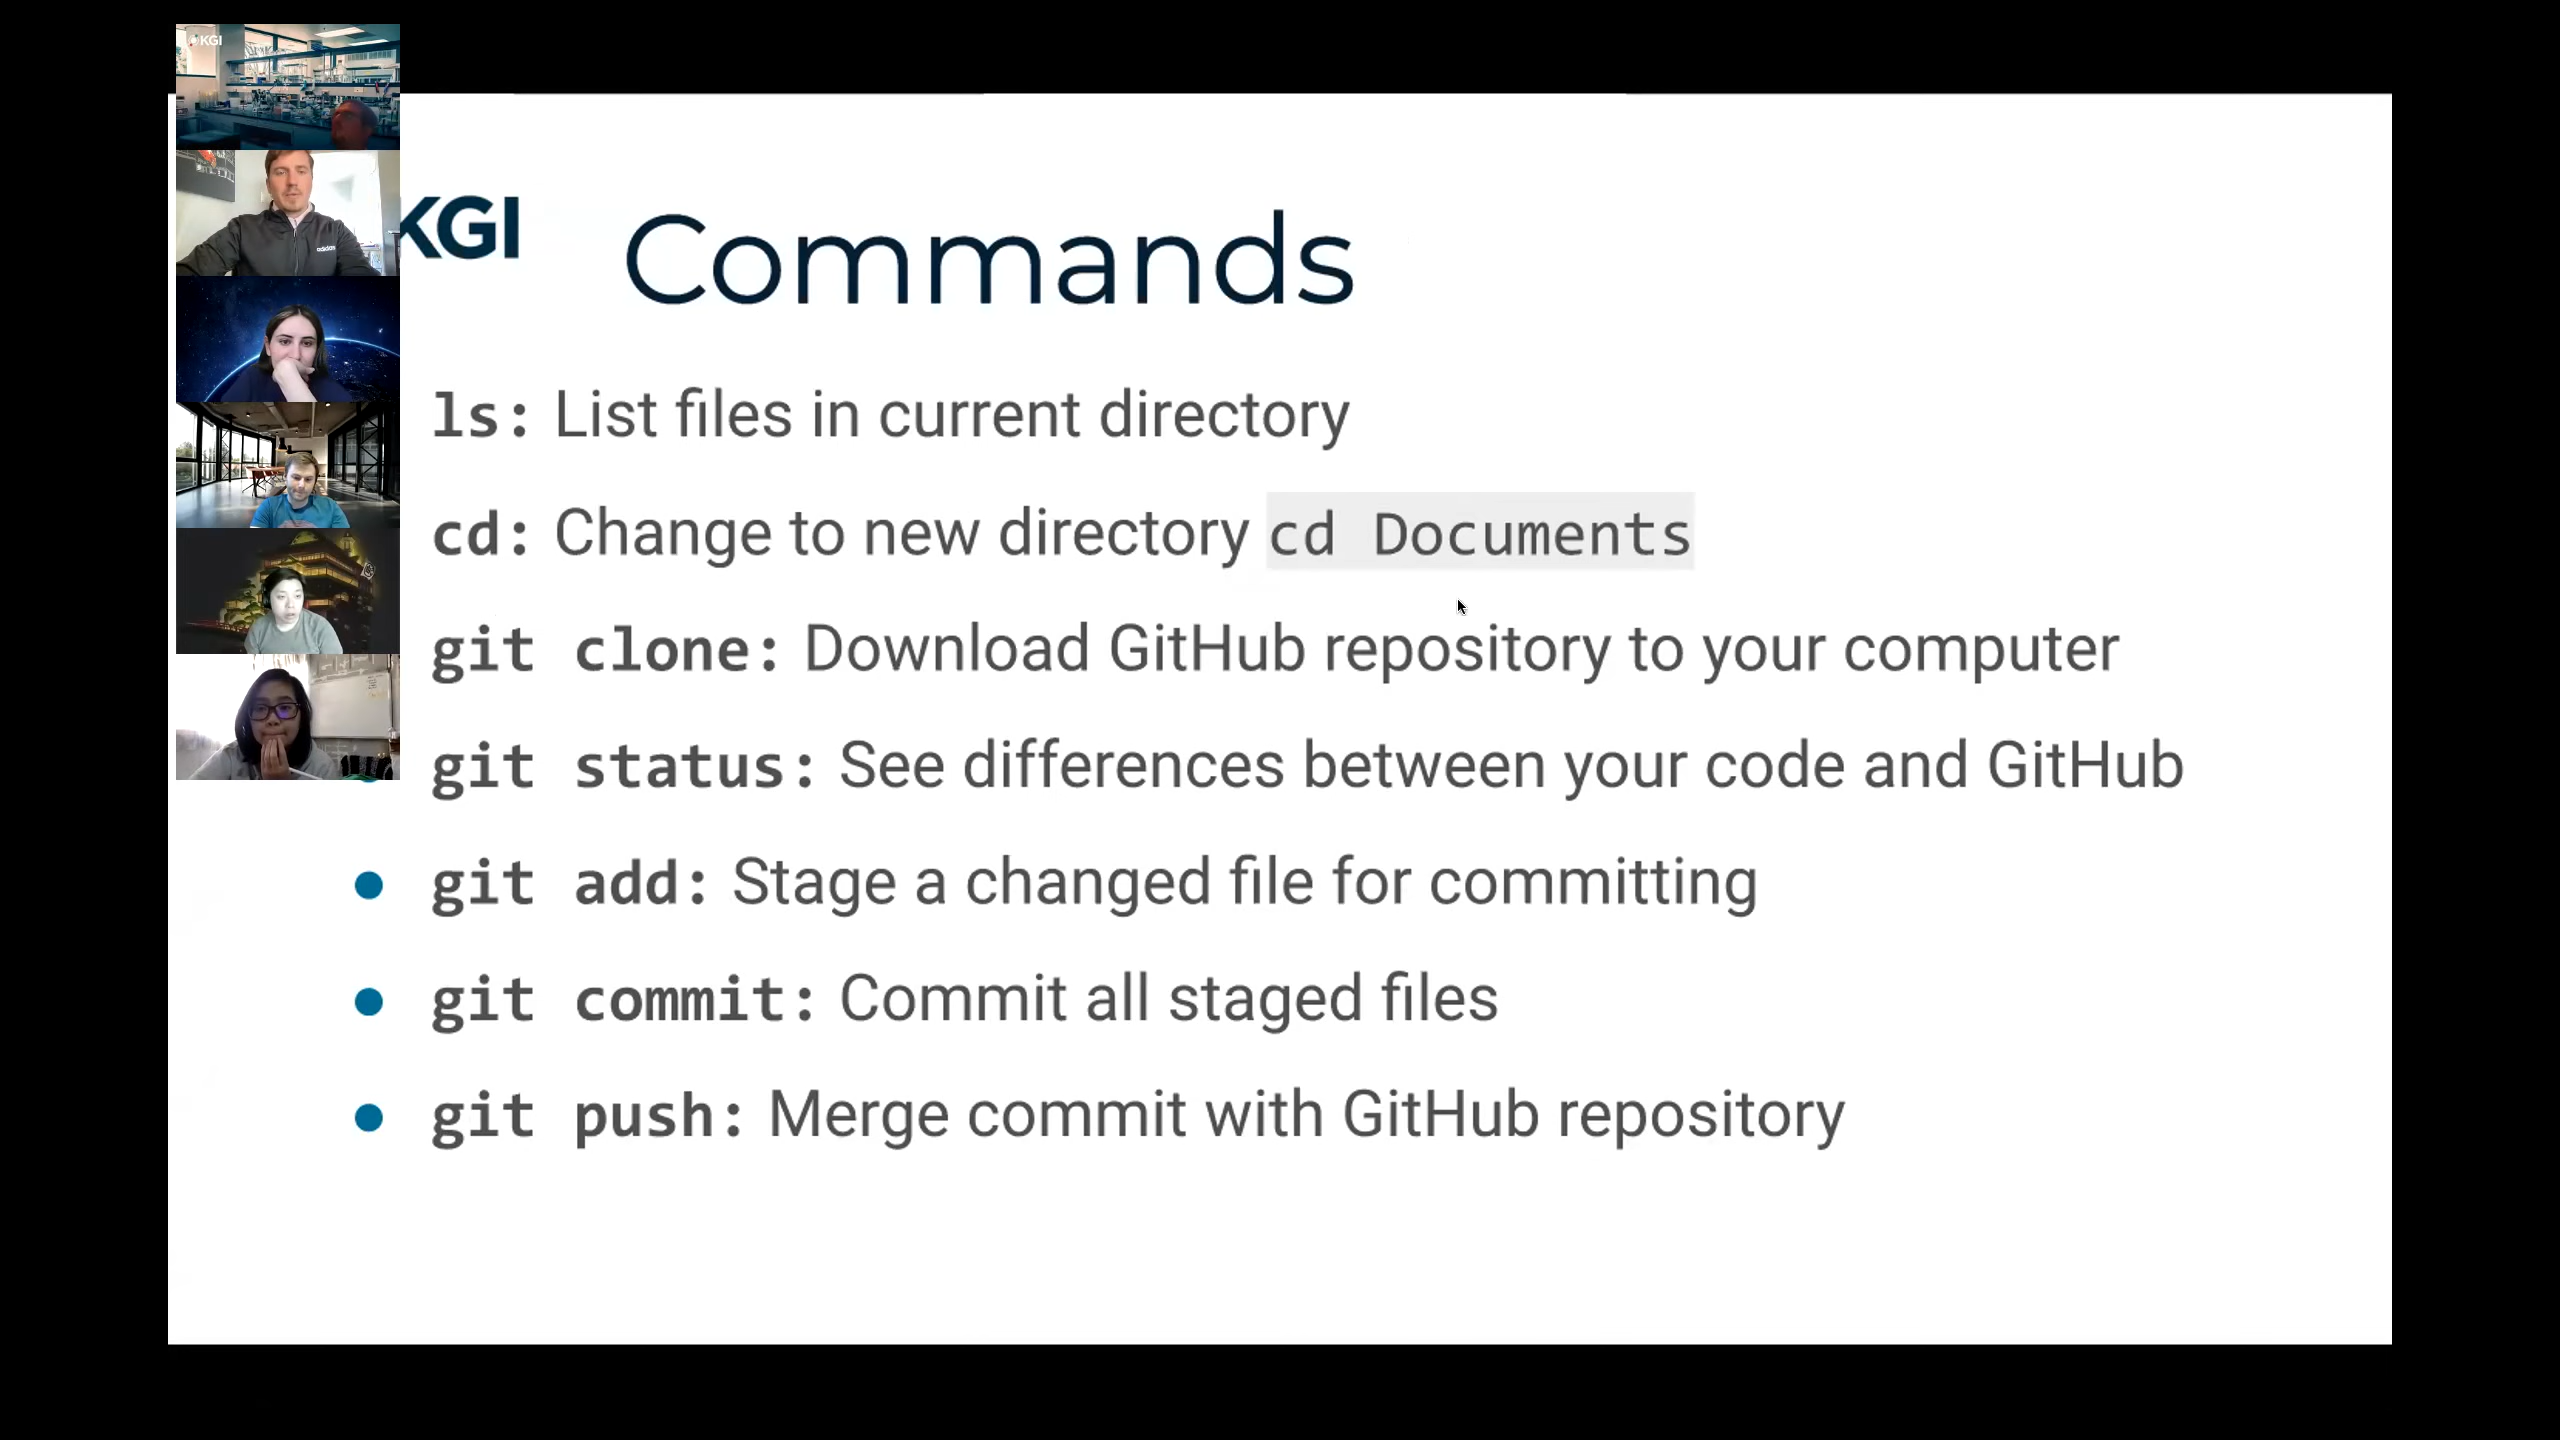 KGI
adidas
KGI
Commands
ls: List files in current directory
cd: Change to new directory cd Documents
git clone: Download GitHub repository to your computer
git status: See differences between your code and GitHub
git add: Stage a changed file for committing
git commit: Commit all staged files
git push: Merge commit with GitHub repository